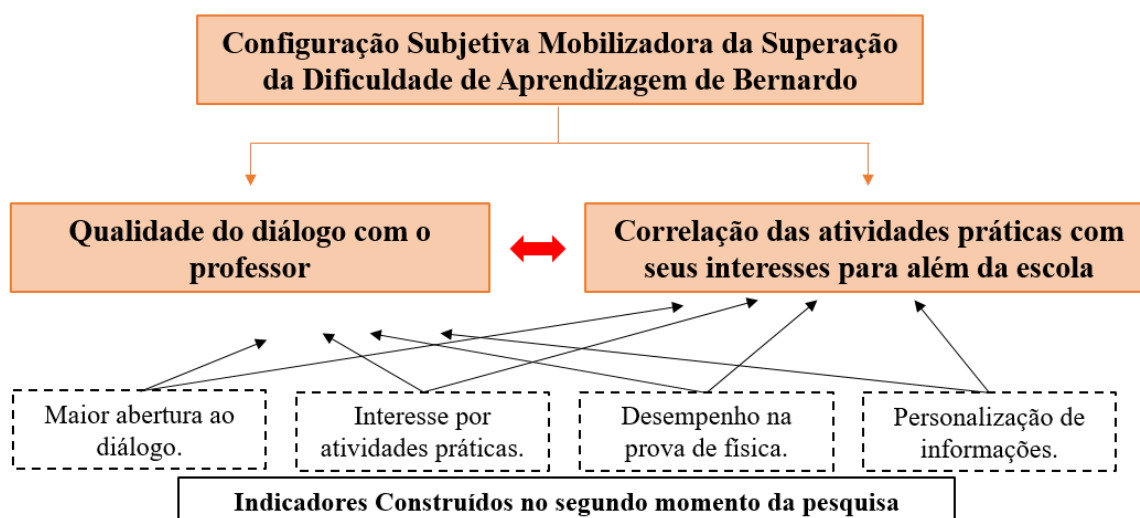 Configuração Subjetiva Mobilizadora da Superação
da Dificuldade de Aprendizagem de Bernardo
Qualidade do diálogo com o
professor
Correlação das atividades práticas com
seus interesses para além da escola
Maior abertura ao
diálogo.
Interesse por
atividades práticas.
Desempenho na
prova de física.
Personalização de
informações.
Indicadores Construídos no segundo momento da pesquisa